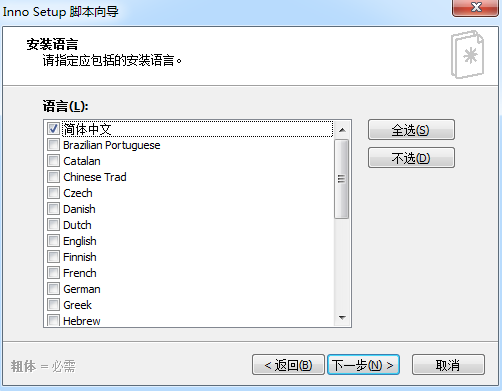 Inno Setup 脚本向导
安装语言
请指定应包括的安装语言。
语言(L):
简体中文
全选(S)
Brazilian Portuguese
不选(D)
Catalan
Chinese Trad
Czech
Danish
Dutch
English
Finnish
French
German
Greek
Hebrew
粗体 = 必需
< 返回(B)
下一步(N) >
取消